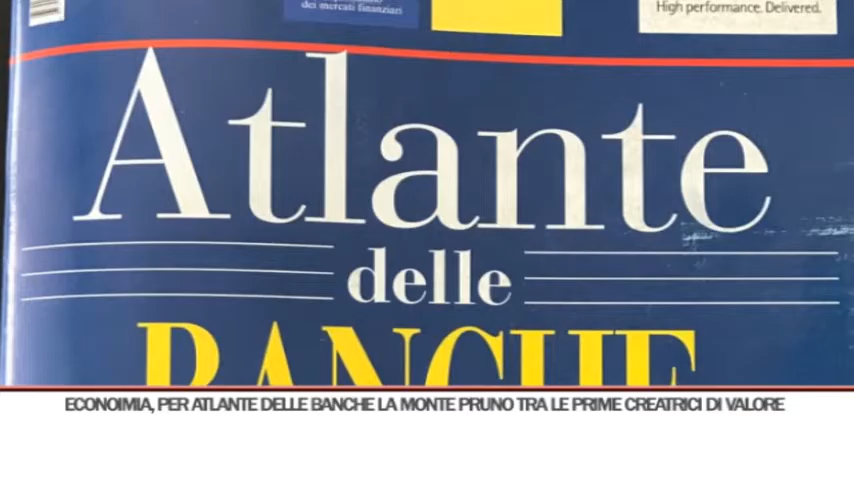 dei mercati finanziari
High performance. Delivered.
Atlante
delle
BANCHE
ECONOIMIA, PER ATLANTE DELLE BANCHE LA MONTE PRUNO TRA LE PRIME CREATRICI DI VALORE